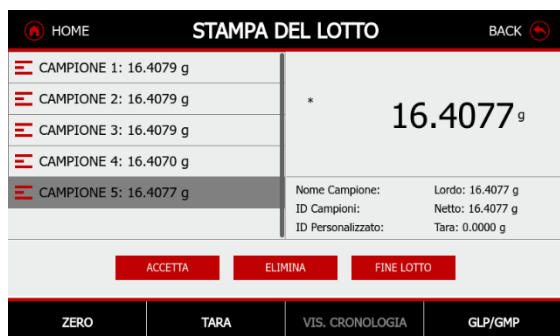 HOME
STAMPA DEL LOTTO
BACK
CAMPIONE 1: 16.4079 g
CAMPIONE 2: 16.4079 g
CAMPIONE 3: 16.4079 g
CAMPIONE 4: 16.4070 g
CAMPIONE 5: 16.4077 g
* 16.4077 g
Nome Campione: Lordo: 16.4077 g
ID Campioni: Netto: 16.4077 g
ID Personalizzato: Tara: 0.0000 g
ACCETTA ELIMINA FINE LOTTO
ZERO TARA VIS. CRONOLOGIA GLP/GMP